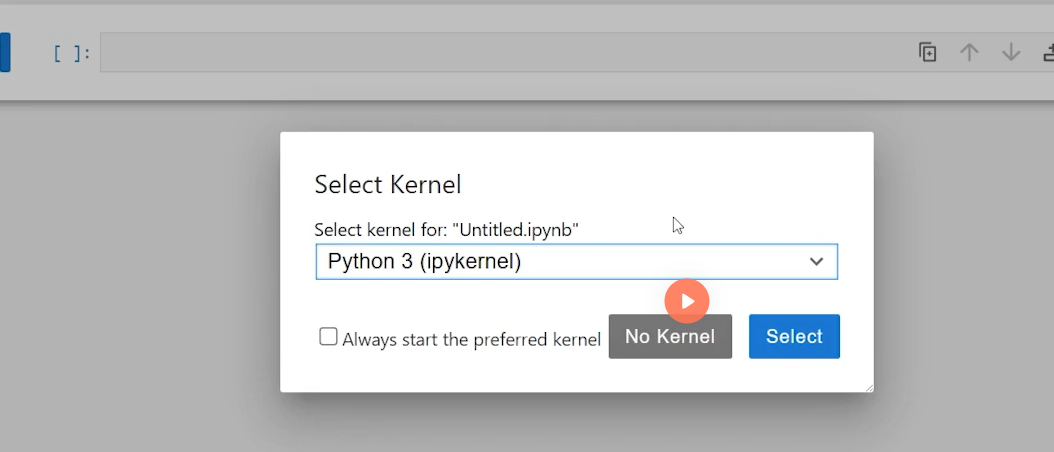 [ ]:
Select Kernel
Select kernel for: "Untitled.ipynb"
Python 3 (ipykernel)
Always start the preferred kernel
No Kernel
Select